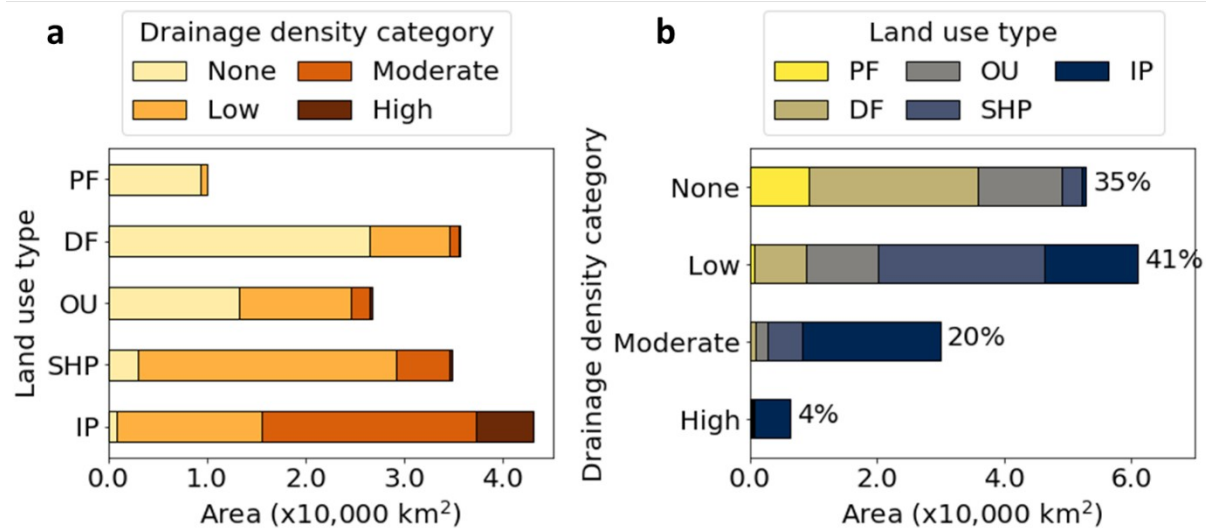 a
Drainage density category
None Moderate
Low High
Land use type
PF
DF
OU
SHP
IP
0.0 1.0 2.0 3.0 4.0
Area (x10,000 km²)
b
Land use type
PF OU IP
DF SHP
Drainage density category
None 35%
Low 41%
Moderate 20%
High 4%
0.0 2.0 4.0 6.0
Area (x10,000 km²)